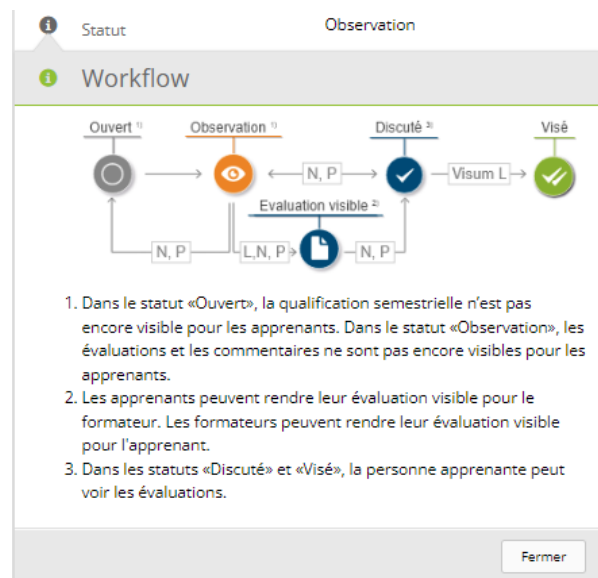 Statut Observation
Workflow
Ouvert 1) Observation 1) Discuté 3) Visé
N, P Visum L
Evaluation visible 2)
N, P L,N, P N, P
1. Dans le statut «Ouvert», la qualification semestrielle n'est pas
encore visible pour les apprenants. Dans le statut «Observation», les
évaluations et les commentaires ne sont pas encore visibles pour les
apprenants.
2. Les apprenants peuvent rendre leur évaluation visible pour le
formateur. Les formateurs peuvent rendre leur évaluation visible
pour l'apprenant.
3. Dans les statuts «Discuté» et «Visé», la personne apprenante peut
voir les évaluations.
Fermer